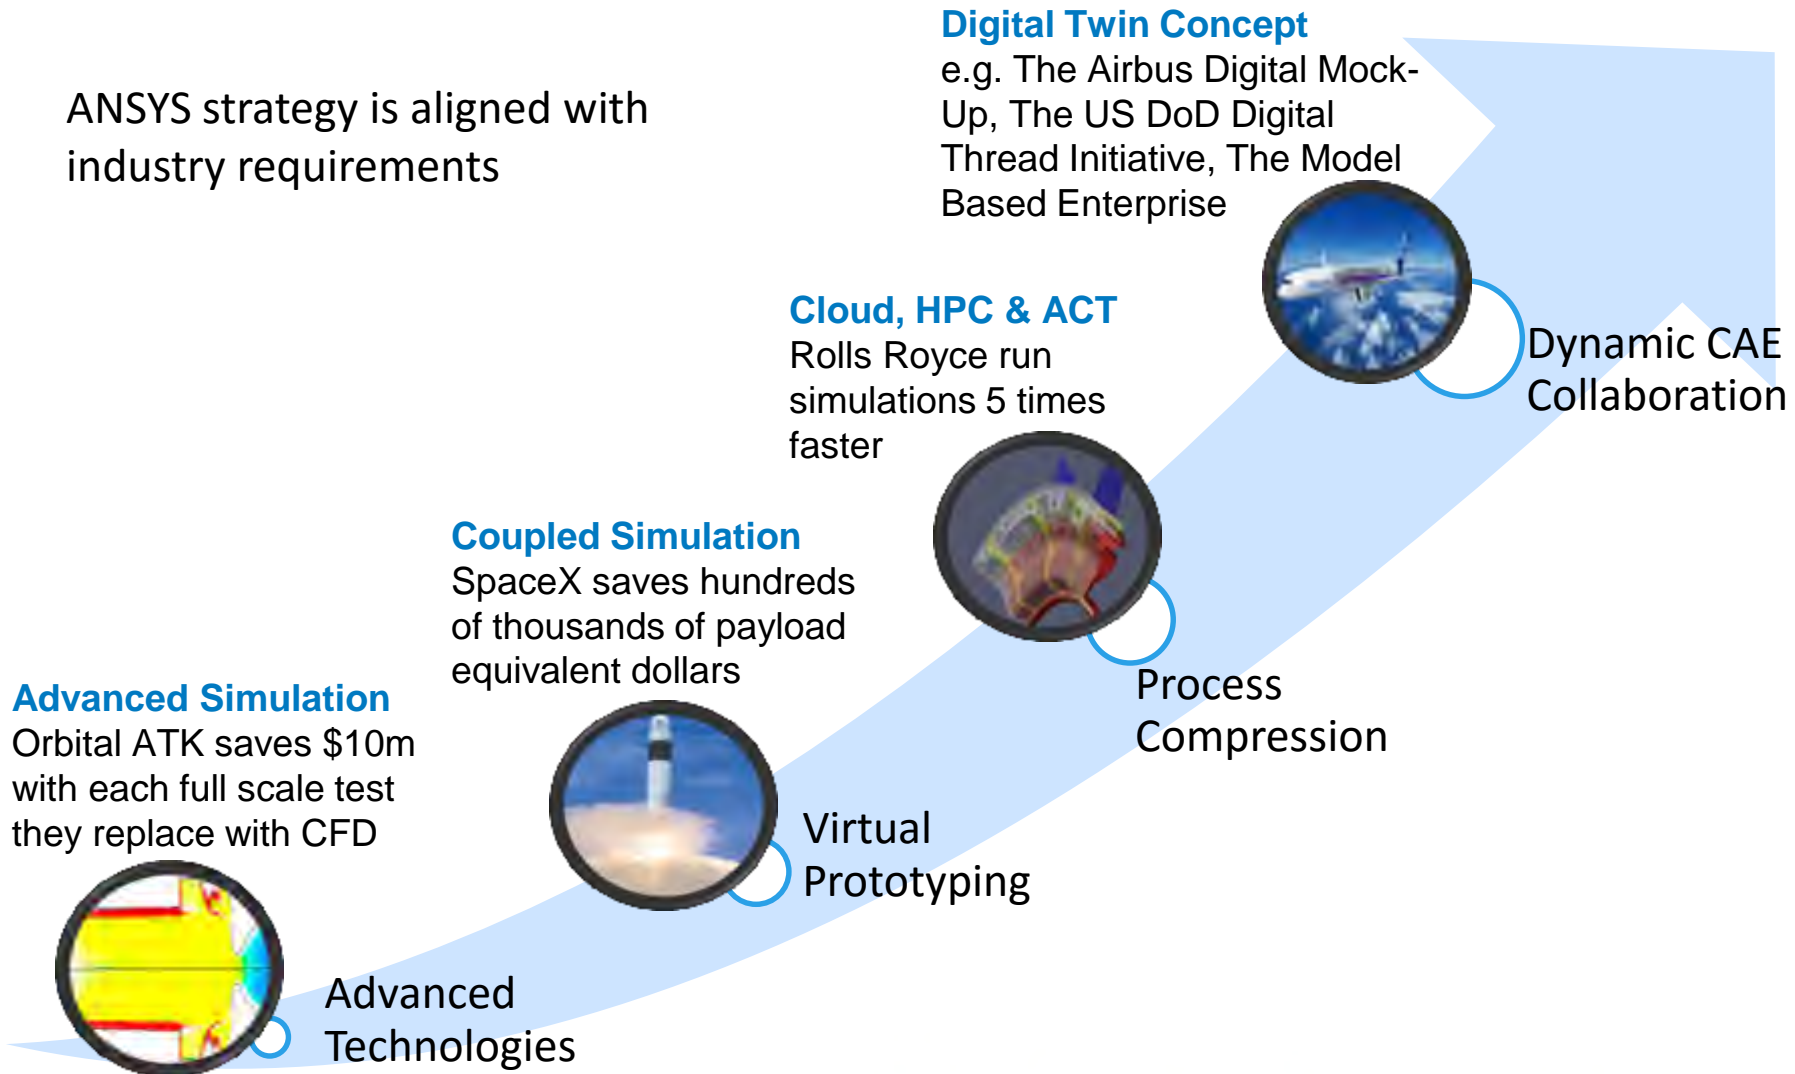 ANSYS strategy is aligned with
industry requirements
Digital Twin Concept
e.g. The Airbus Digital Mock-
Up, The US DoD Digital
Thread Initiative, The Model
Based Enterprise
Dynamic CAE
Collaboration
Cloud, HPC & ACT
Rolls Royce run
simulations 5 times
faster
Process
Compression
Coupled Simulation
SpaceX saves hundreds
of thousands of payload
equivalent dollars
Virtual
Prototyping
Advanced Simulation
Orbital ATK saves $10m
with each full scale test
they replace with CFD
Advanced
Technologies